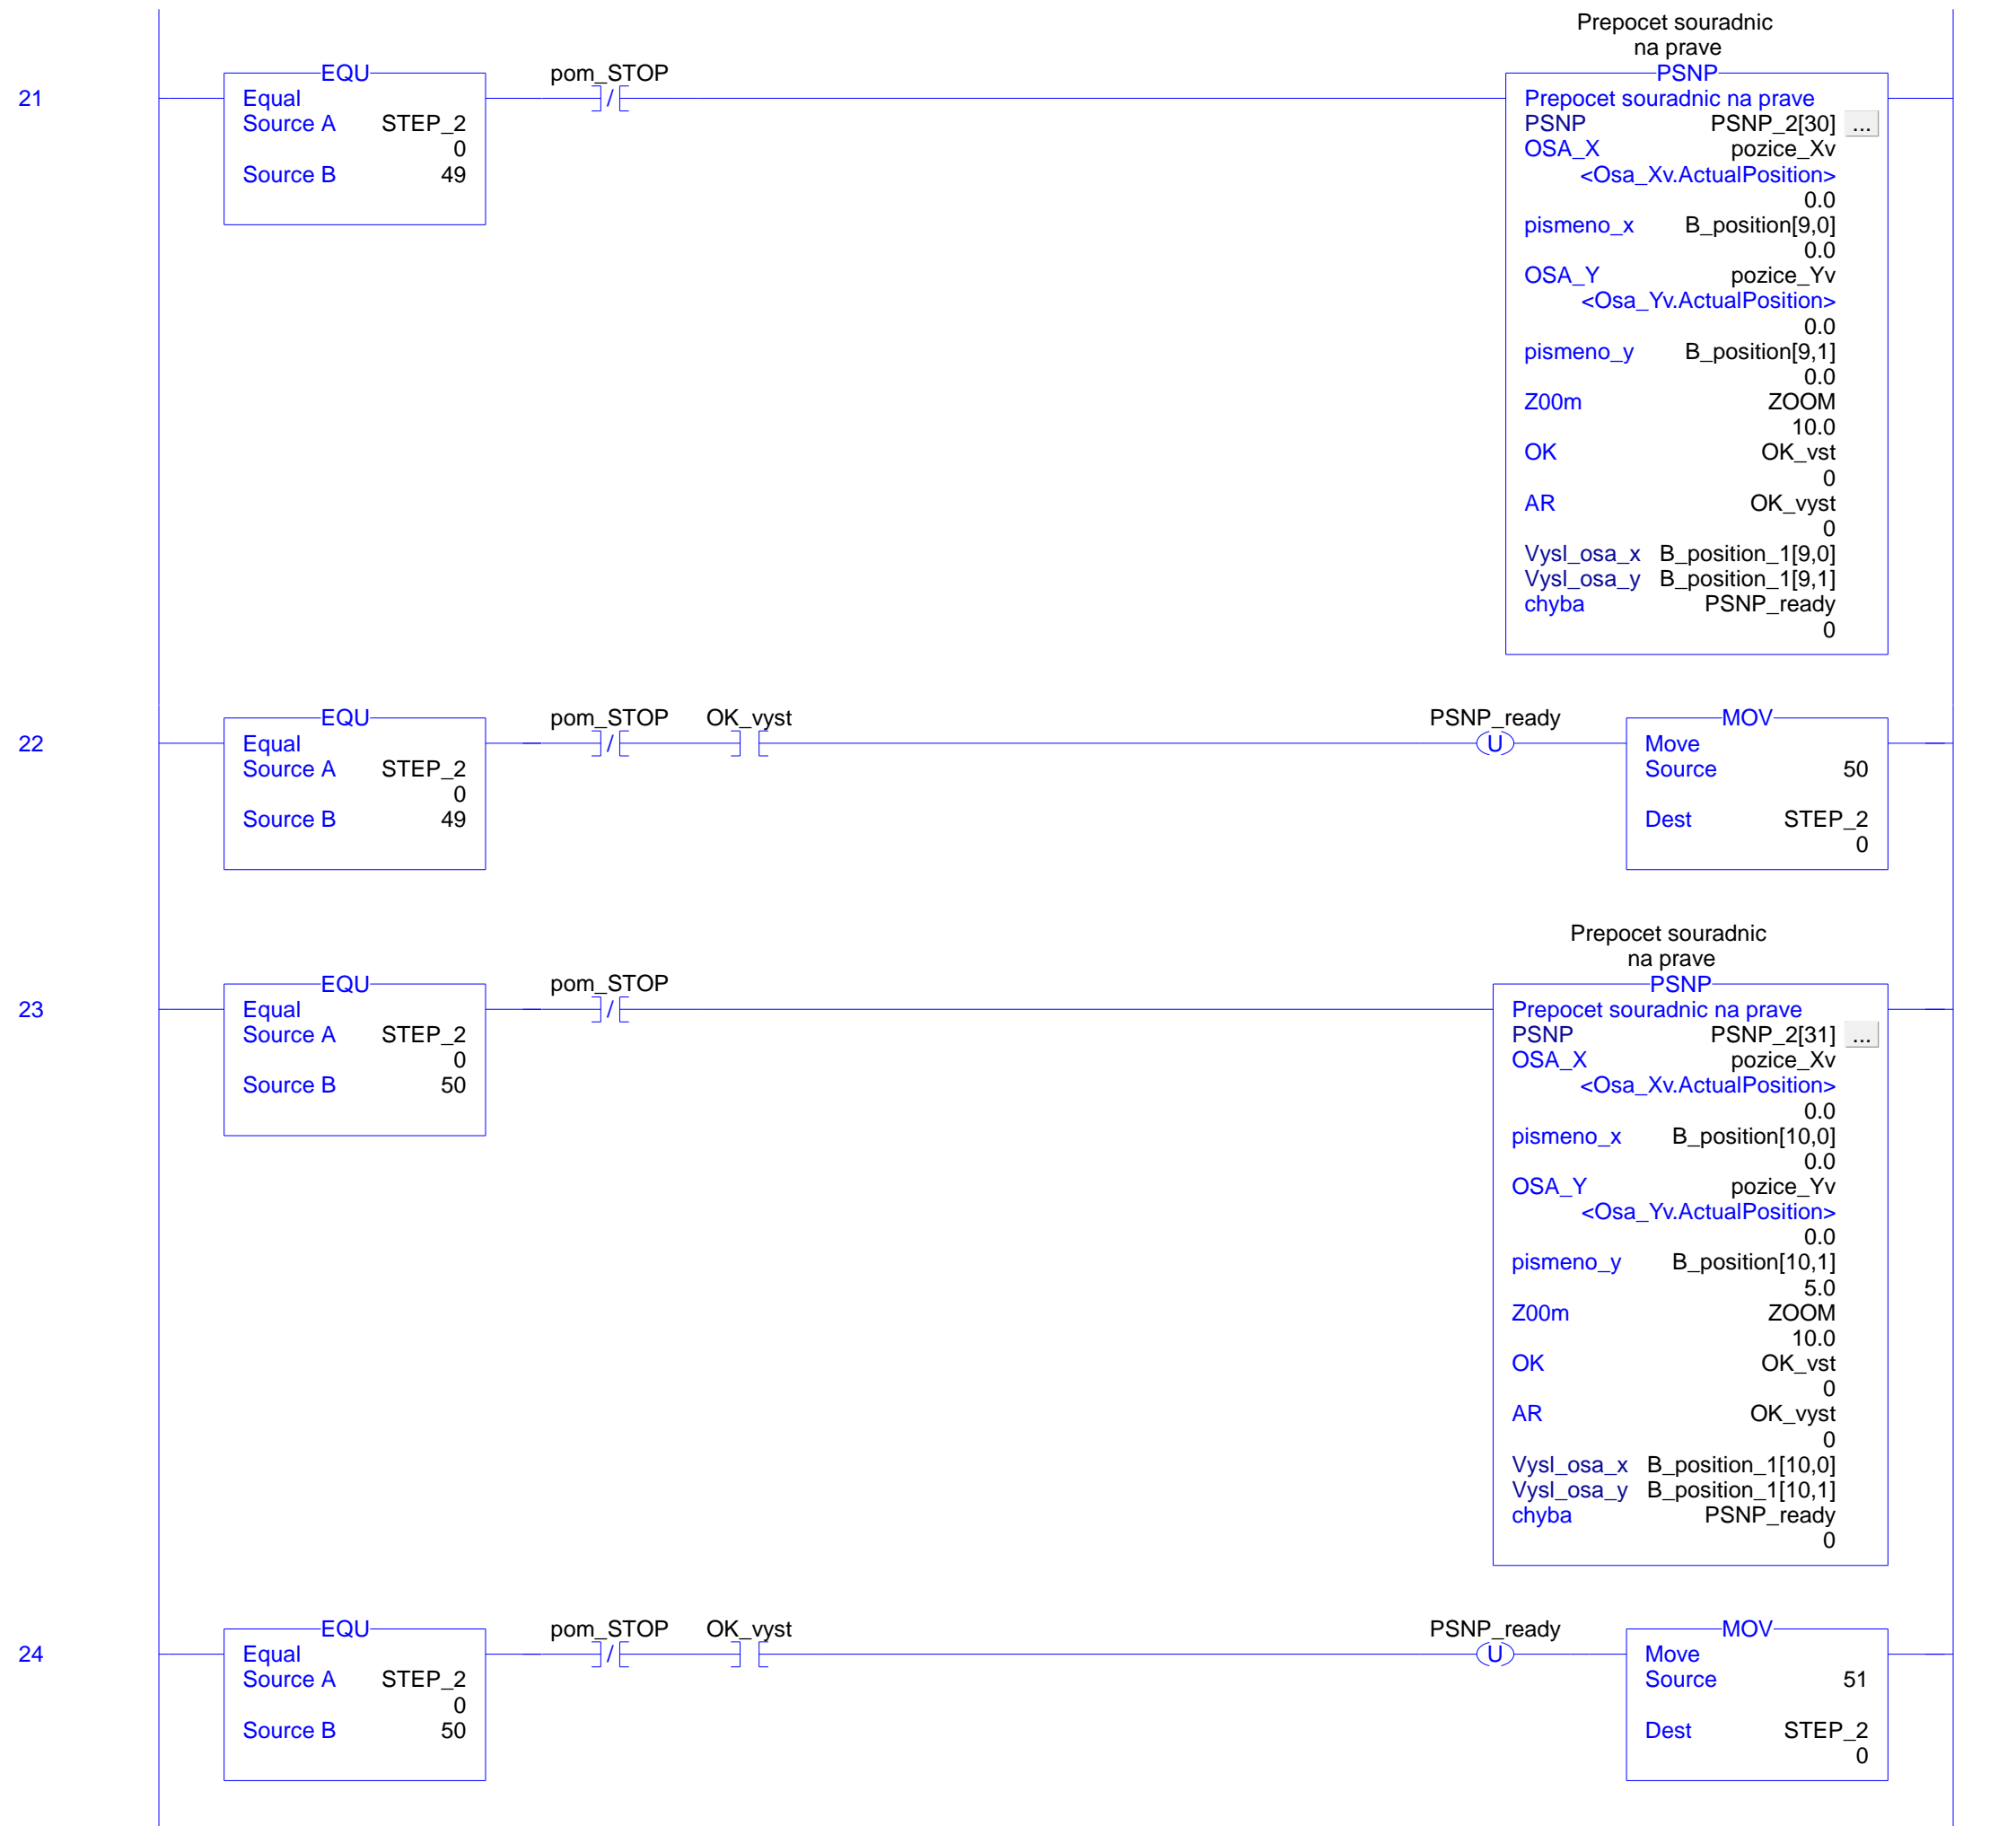 Prepocet souradnic
na prave
21
EQU
Equal
Source A STEP_2
0
Source B 49
pom_STOP
/
PSNP
Prepocet souradnic na prave
PSNP PSNP_2[30] ...
OSA_X pozice_Xv
<Osa_Xv.ActualPosition>
0.0
pismeno_x B_position[9,0]
0.0
OSA_Y pozice_Yv
<Osa_Yv.ActualPosition>
0.0
pismeno_y B_position[9,1]
0.0
Z00m ZOOM
10.0
OK OK_vst
0
AR OK_vyst
0
Vysl_osa_x B_position_1[9,0]
Vysl_osa_y B_position_1[9,1]
chyba PSNP_ready
0
22
EQU
Equal
Source A STEP_2
0
Source B 49
pom_STOP
/
OK_vyst
PSNP_ready
U
MOV
Move
Source 50
Dest STEP_2
0
Prepocet souradnic
na prave
23
EQU
Equal
Source A STEP_2
0
Source B 50
pom_STOP
/
PSNP
Prepocet souradnic na prave
PSNP PSNP_2[31] ...
OSA_X pozice_Xv
<Osa_Xv.ActualPosition>
0.0
pismeno_x B_position[10,0]
0.0
OSA_Y pozice_Yv
<Osa_Yv.ActualPosition>
0.0
pismeno_y B_position[10,1]
5.0
Z00m ZOOM
10.0
OK OK_vst
0
AR OK_vyst
0
Vysl_osa_x B_position_1[10,0]
Vysl_osa_y B_position_1[10,1]
chyba PSNP_ready
0
24
EQU
Equal
Source A STEP_2
0
Source B 50
pom_STOP
/
OK_vyst
PSNP_ready
U
MOV
Move
Source 51
Dest STEP_2
0